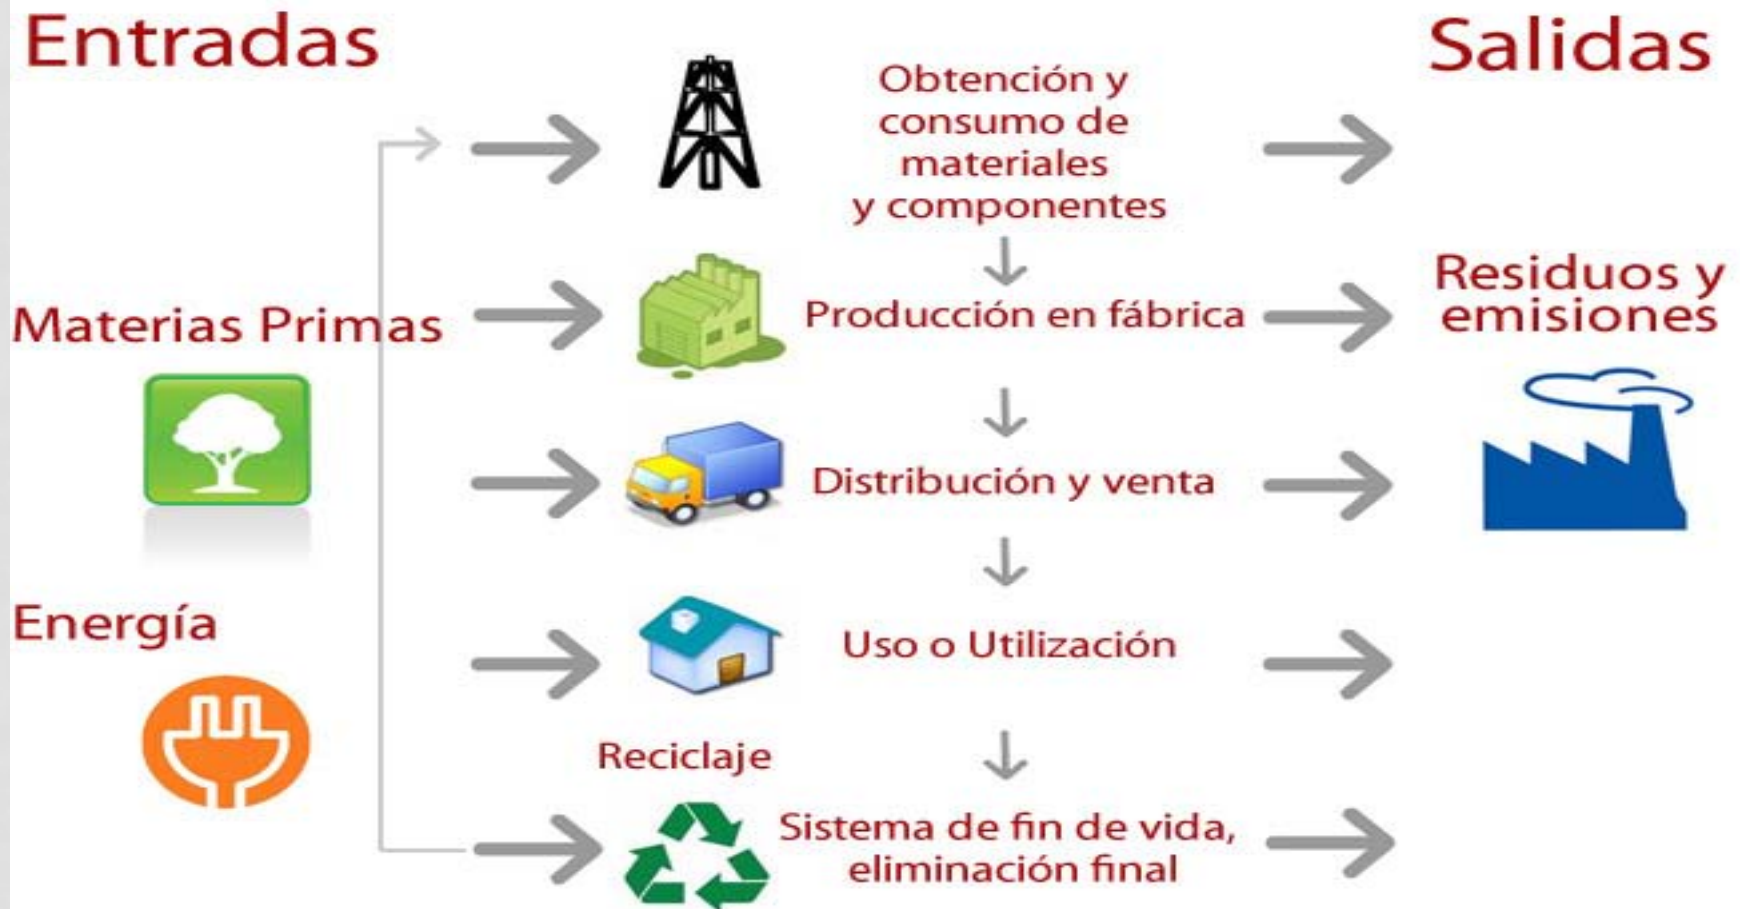 Entradas
Salidas
Obtención y
consumo de
materiales
y componentes
Materias Primas
Producción en fábrica
Residuos y
emisiones
Distribución y venta
Energía
Uso o Utilización
Reciclaje
Sistema de fin de vida,
eliminación final